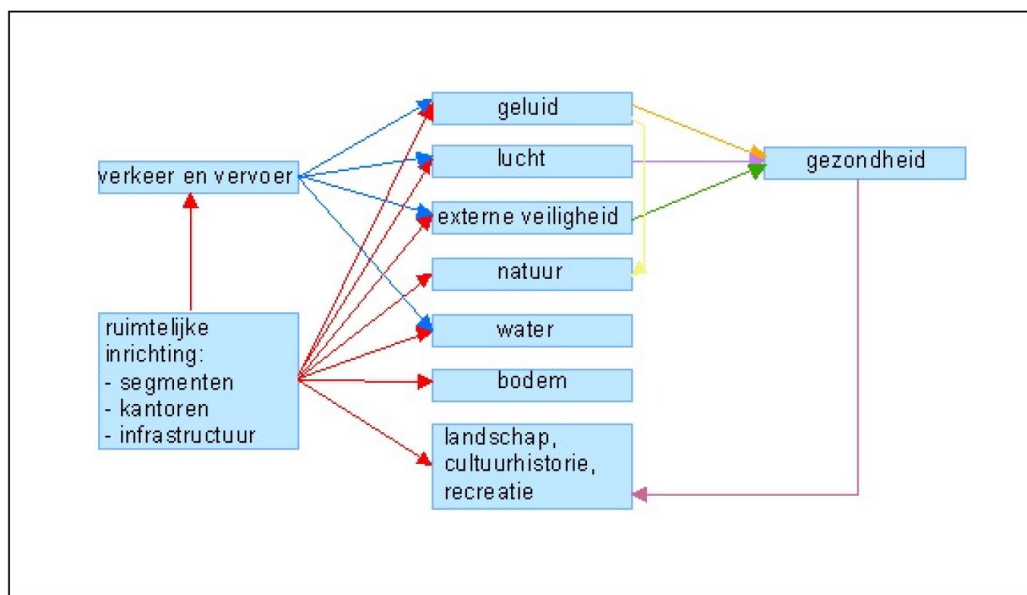 verkeer en vervoer
ruimtelijke
inrichting:
- segmenten
- kantoren
- infrastructuur
geluid
lucht
externe veiligheid
natuur
water
bodem
landschap,
cultuurhistorie,
recreatie
gezondheid